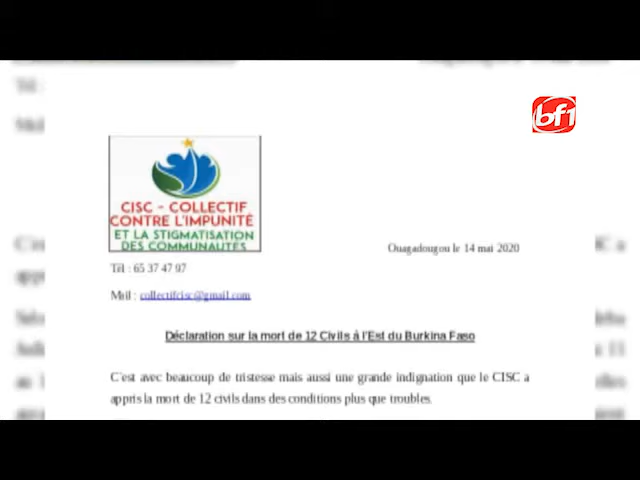 bf1
CISC - COLLECTIF
CONTRE L'IMPUNITÉ
ET LA STIGMATISATION
DES COMMUNAUTÉS
Ouagadougou le 14 mai 2020
Tél : 65 37 47 97
Mail : collectifcisc@gmail.com
Déclaration sur la mort de 12 Civils à l'Est du Burkina Faso
C'est avec beaucoup de tristesse mais aussi une grande indignation que le CISC a
appris la mort de 12 civils dans des conditions plus que troubles.